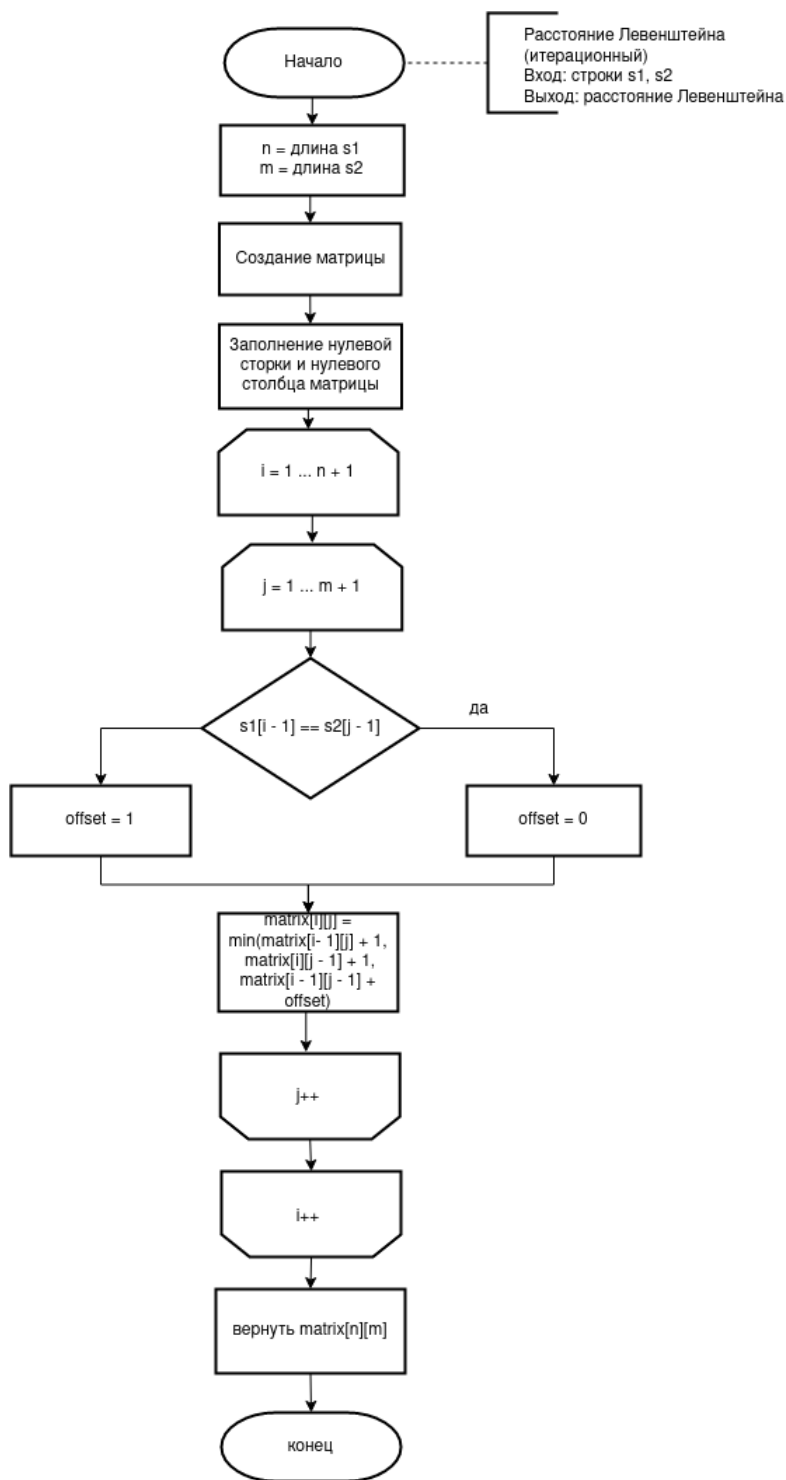 Начало
Расстояние Левенштейна
(итерационный)
Вход: строки s1, s2
Выход: расстояние Левенштейна
n = длина s1
m = длина s2
Создание матрицы
Заполнение нулевой
сторки и нулевого
столбца матрицы
i = 1 ... n + 1
j = 1 ... m + 1
s1[i - 1] == s2[j - 1]
да
offset = 1
offset = 0
matrix[i][j] =
min(matrix[i- 1][j] + 1,
matrix[i][j - 1] + 1,
matrix[i - 1][j - 1] +
offset)
j++
i++
вернуть matrix[n][m]
конец